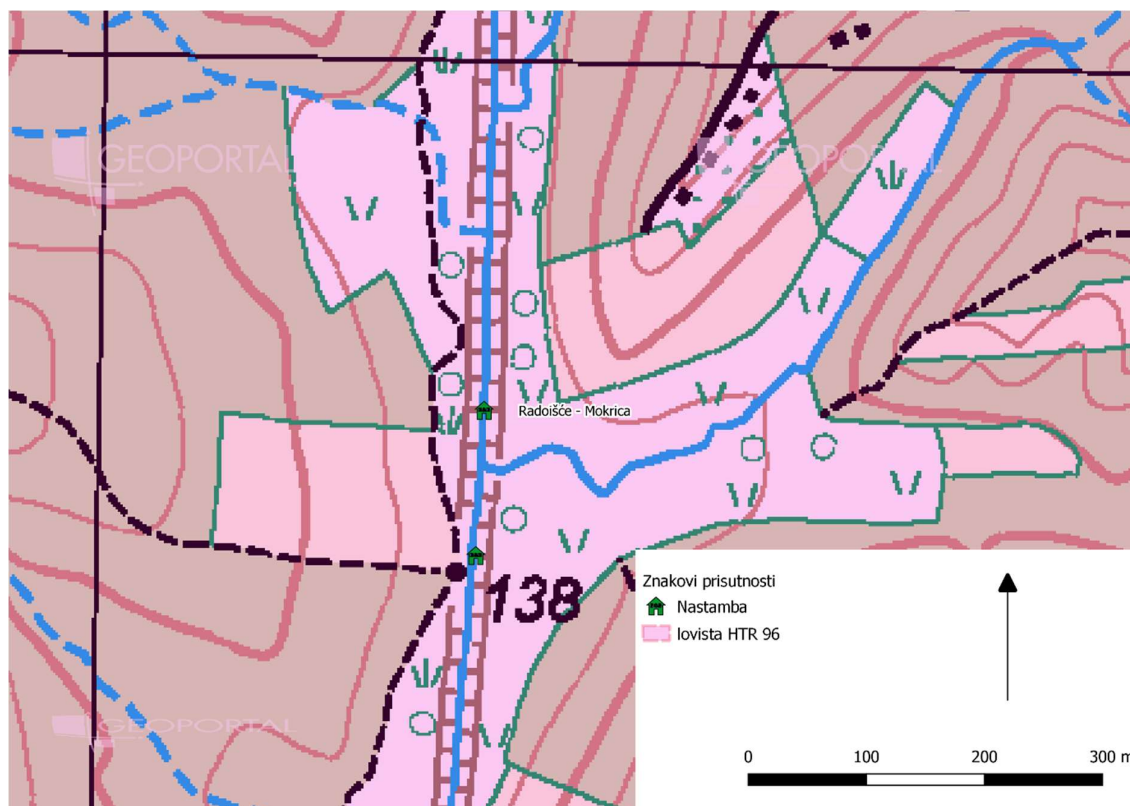 GEOPORTAL
GEOPORTAL
Radoišće - Mokrica
138
Znakovi prisutnosti
Nastamba
lovista HTR 96
0 100 200 300 m
GEOPORTAL